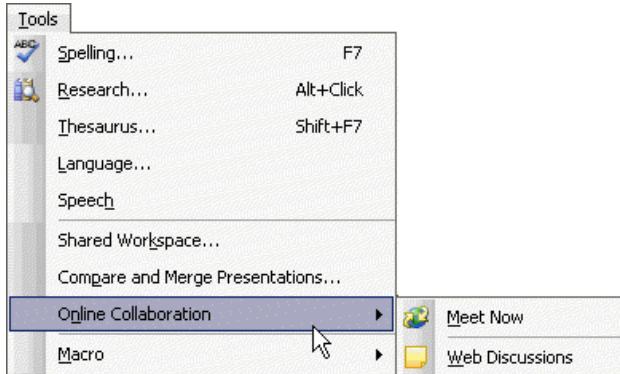 Tools
ABC
Spelling... F7
Research... Alt+Click
Thesaurus... Shift+F7
Language...
Speech
Shared Workspace...
Compare and Merge Presentations...
Online Collaboration
Meet Now
Macro
Web Discussions